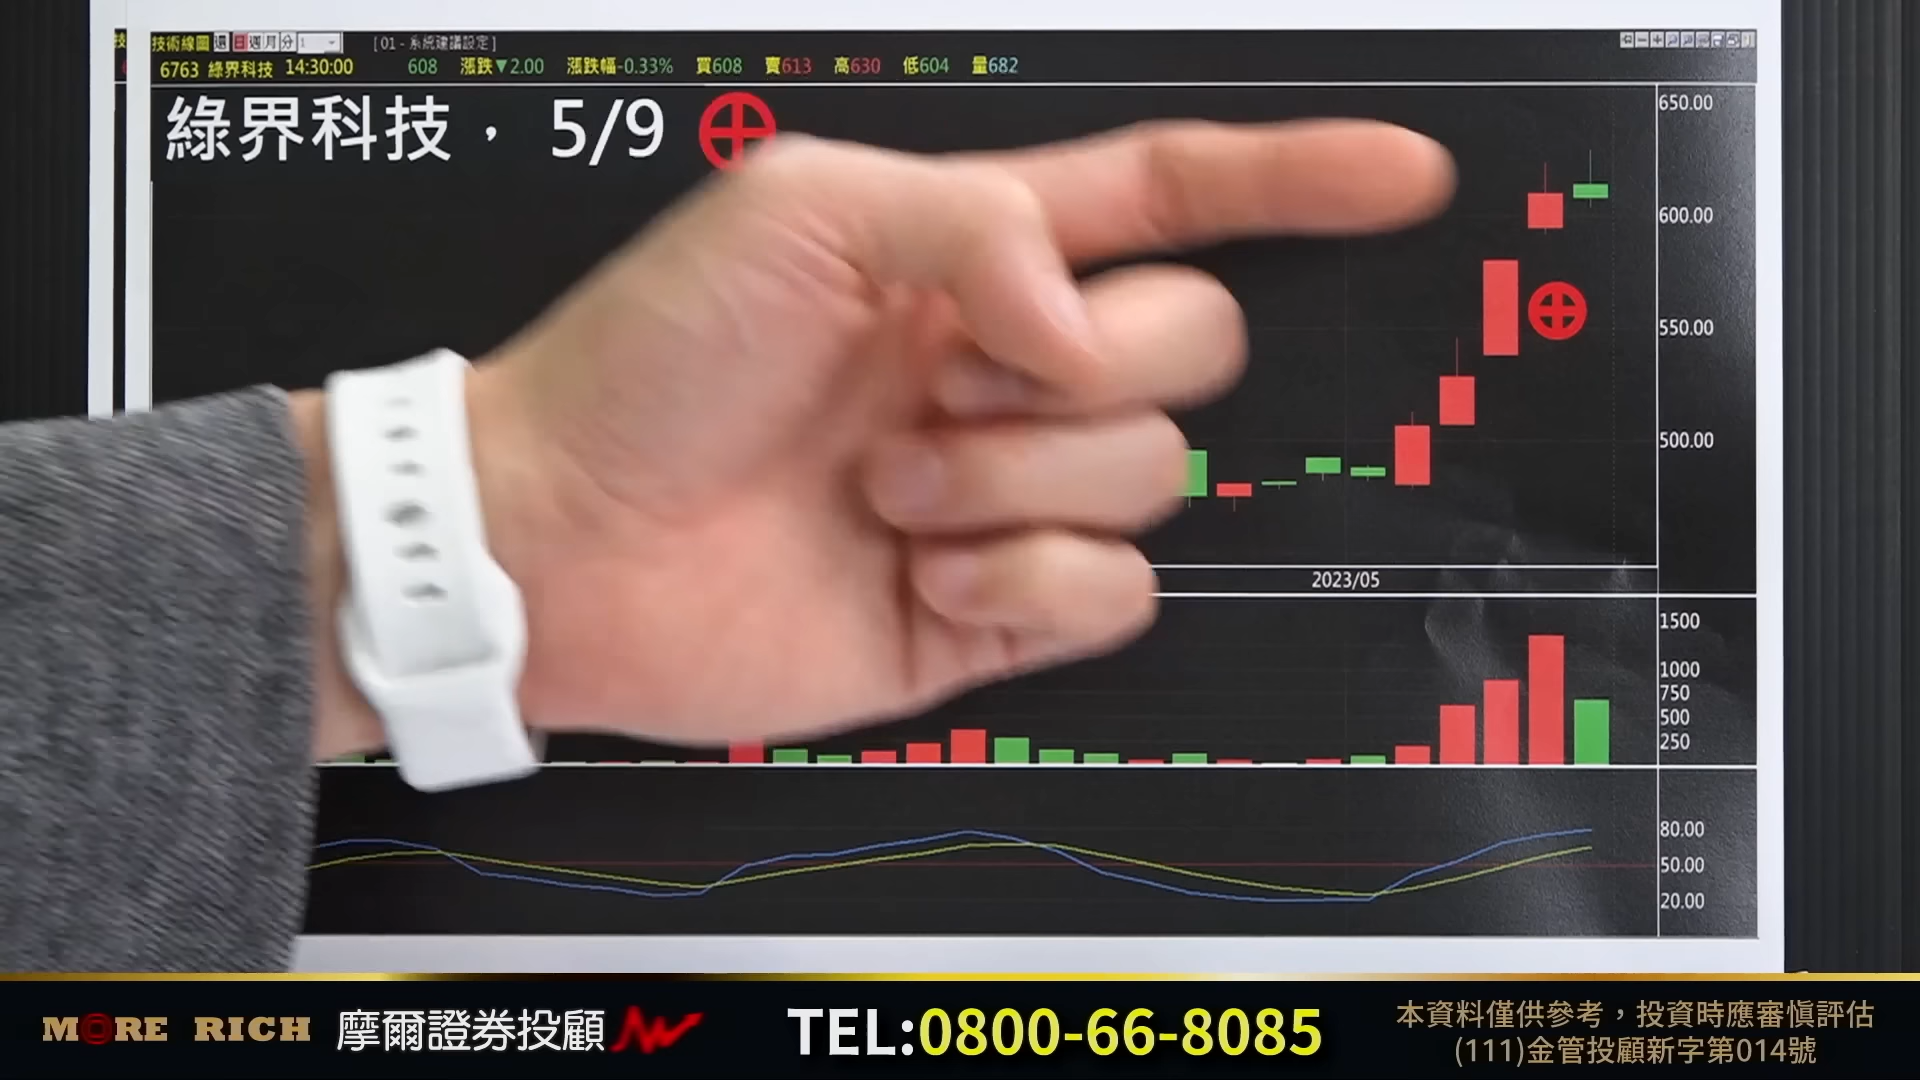 技術線圖 還 日 週 月 分 1 [01-系統建議設定]
6763 綠界科技 14:30:00 608 漲跌▼2.00 漲跌幅-0.33% 買608 賣613 高630 低604 量682
綠界科技， 5/9
650.00
600.00
550.00
500.00
2023/05
1500
1000
750
500
250
80.00
50.00
20.00
MORE RICH 摩爾證券投顧 TEL:0800-66-8085
本資料僅供參考，投資時應審慎評估
(111)金管投顧新字第014號